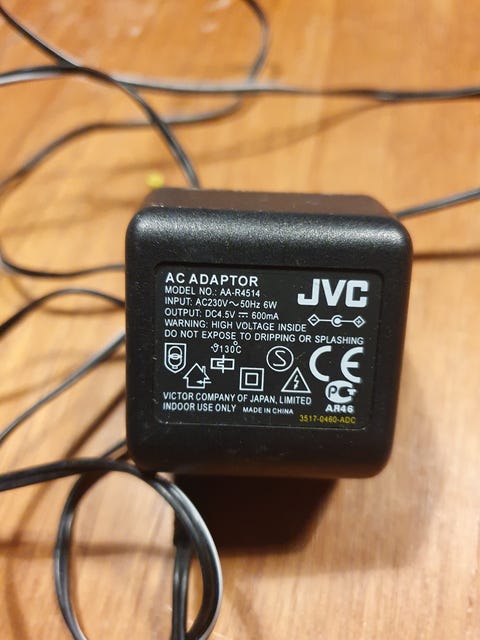 AC ADAPTOR
JVC
MODEL NO.: AA-R4514
INPUT: AC230V～50Hz 6W
OUTPUT: DC4.5V ⎓ 600mA
WARNING: HIGH VOLTAGE INSIDE
DO NOT EXPOSE TO DRIPPING OR SPLASHING
130°C
S
CE
PC
AR46
VICTOR COMPANY OF JAPAN, LIMITED
INDOOR USE ONLY MADE IN CHINA
3517-0460-ADC